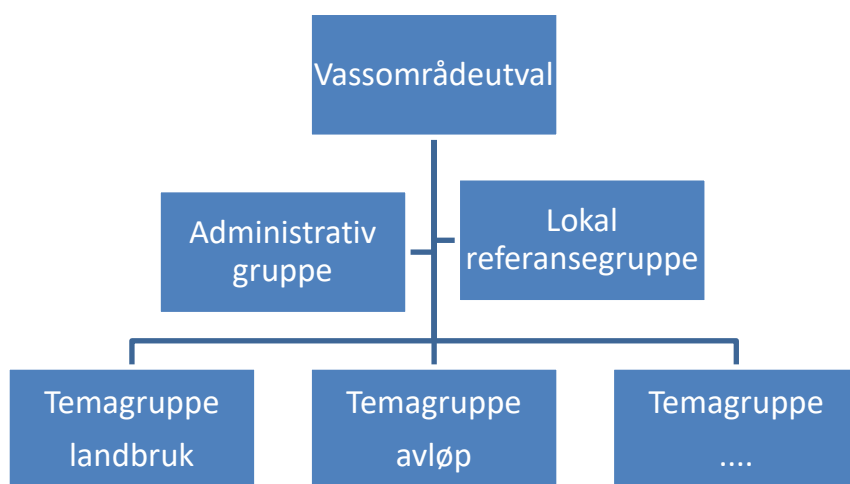 Vassområdeutval
Administrativ
gruppe
Lokal
referansegruppe
Temagruppe
landbruk
Temagruppe
avløp
Temagruppe
....